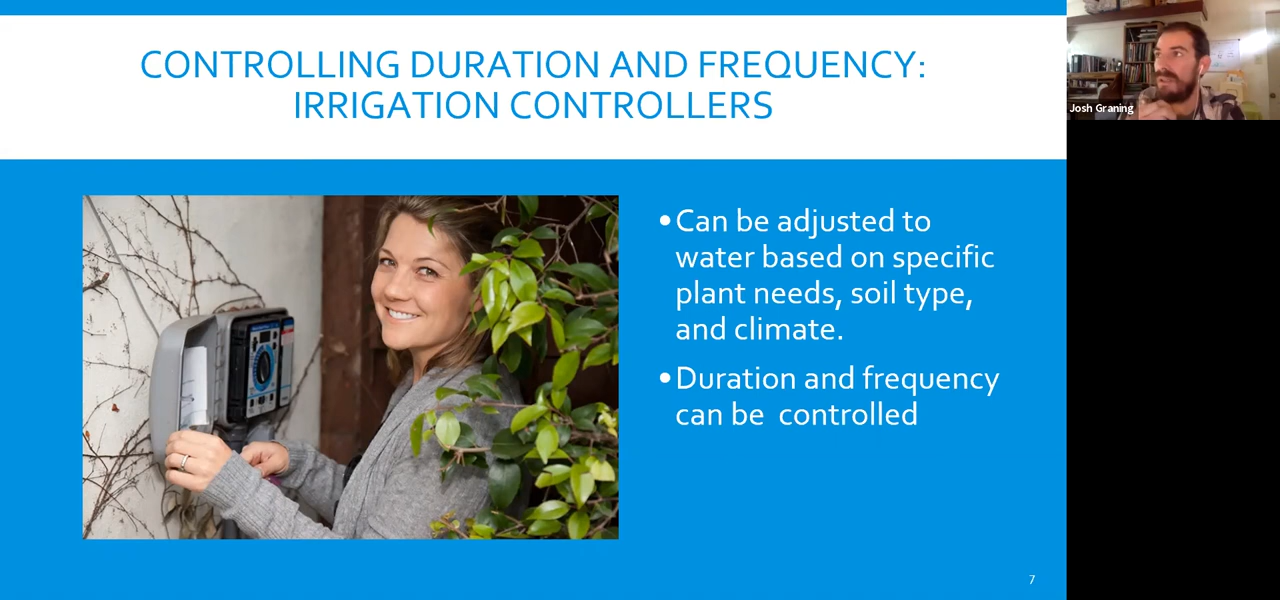 CONTROLLING DURATION AND FREQUENCY:
IRRIGATION CONTROLLERS
•Can be adjusted to
water based on specific
plant needs, soil type,
and climate.
•Duration and frequency
can be  controlled
7
Josh Graning